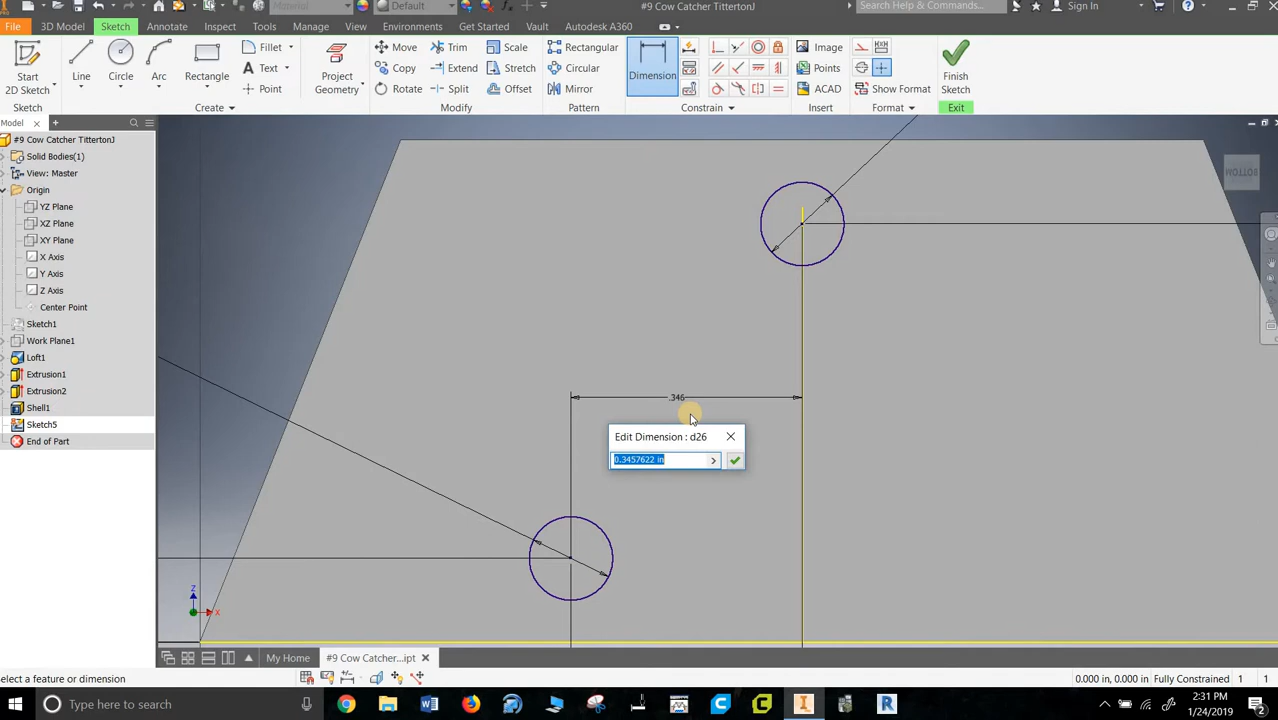 Material
Default
#9 Cow Catcher TittertonJ
Search Help & Commands...
Sign In
File
3D Model
Sketch
Annotate
Inspect
Tools
Manage
View
Environments
Get Started
Vault
Autodesk A360
Start
2D Sketch
Line
Circle
Arc
Rectangle
Fillet
Text
Point
Project
Geometry
Move
Copy
Rotate
Trim
Extend
Split
Scale
Stretch
Offset
Rectangular
Circular
Mirror
Dimension
Image
Points
ACAD
Show Format
Finish
Sketch
Sketch
Create
Modify
Pattern
Constrain
Insert
Format
Exit
Model
#9 Cow Catcher TittertonJ
Solid Bodies(1)
View: Master
Origin
YZ Plane
XZ Plane
XY Plane
X Axis
Y Axis
Z Axis
Center Point
Sketch1
Work Plane1
Loft1
Extrusion1
Extrusion2
Shell1
Sketch5
End of Part
BOTTOM
.346
Edit Dimension : d26
0.3457622 in
Z
X
My Home
#9 Cow Catcher...ipt
select a feature or dimension
0.000 in, 0.000 in
Fully Constrained
1
1
Type here to search
2:31 PM
1/24/2019